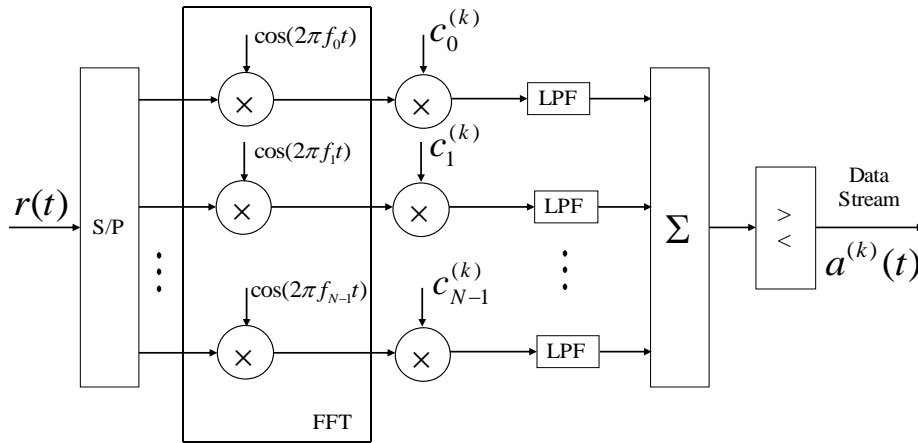 cos(2πf₀t)
c₀⁽ᵏ⁾
×
×
LPF
cos(2πf₁t)
c₁⁽ᵏ⁾
r(t)
S/P
×
×
LPF
Σ
>
<
Data
Stream
a⁽ᵏ⁾(t)
cos(2πf_{N−1}t)
c_{N−1}⁽ᵏ⁾
×
×
LPF
FFT